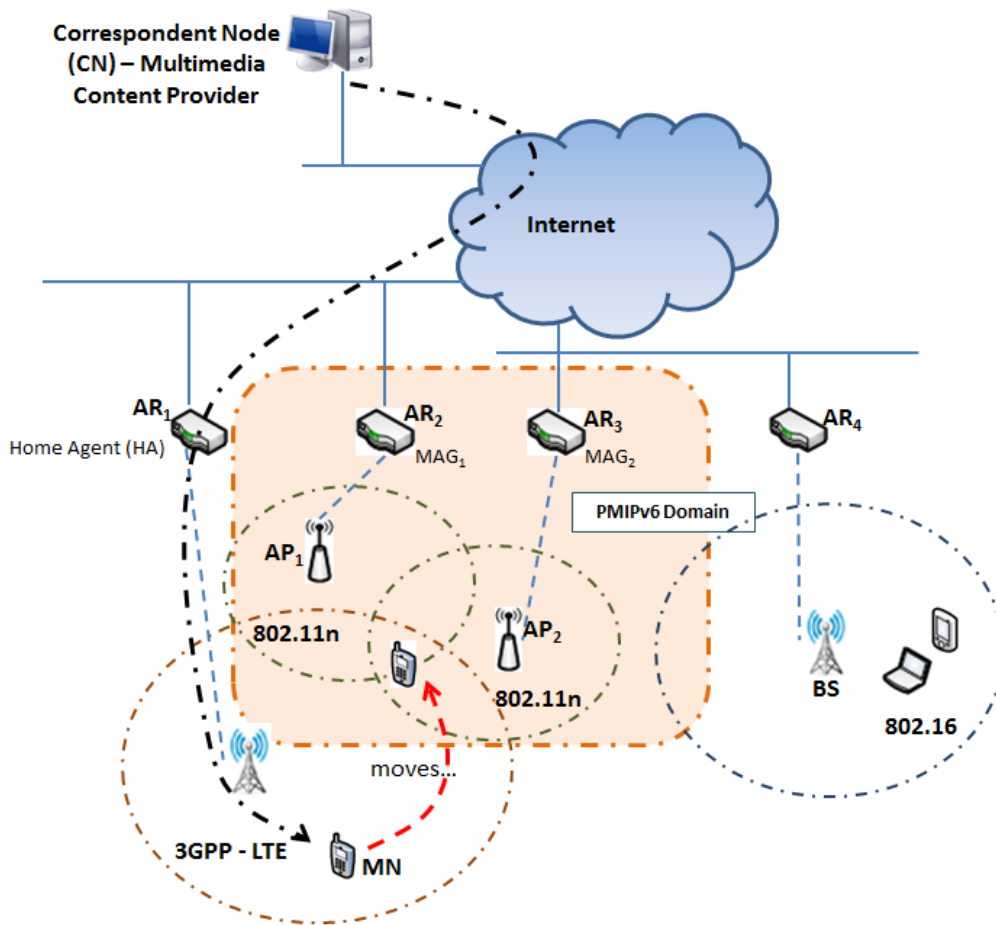 Correspondent Node
(CN) – Multimedia
Content Provider
Internet
AR₁
Home Agent (HA)
AR₂
MAG₁
AR₃
MAG₂
AR₄
PMIPv6 Domain
AP₁
802.11n
AP₂
802.11n
BS
802.16
moves...
3GPP - LTE
MN